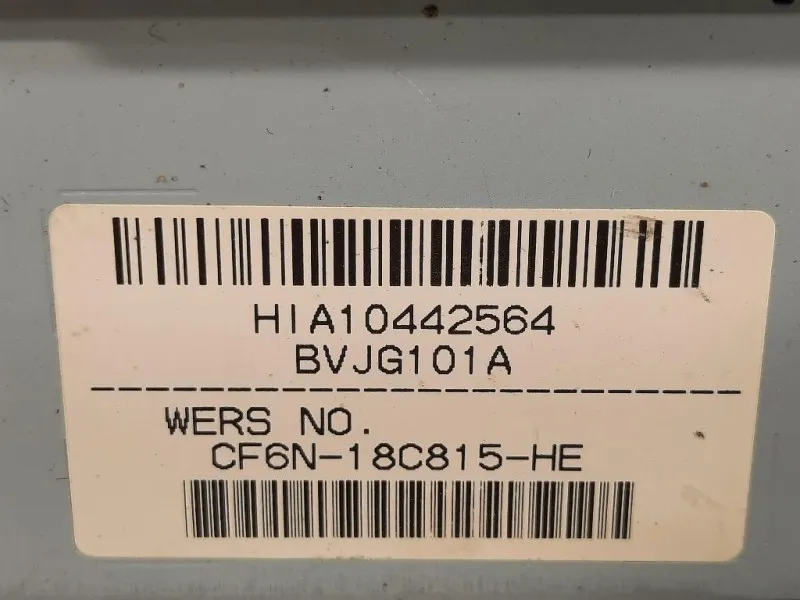 HIA10442564
BVJG101A
WERS NO.
CF6N-18C815-HE